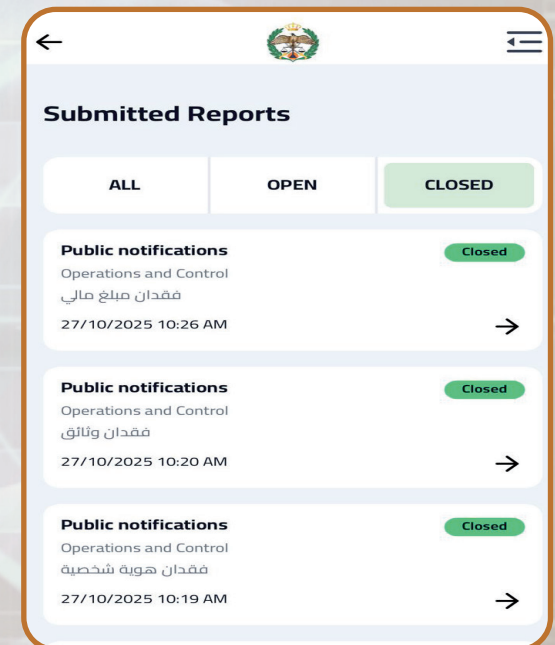 Submitted Reports
ALL
OPEN
CLOSED
Public notifications
Closed
Operations and Control
فقدان مبلغ مالي
27/10/2025 10:26 AM
Public notifications
Closed
Operations and Control
فقدان وثائق
27/10/2025 10:20 AM
Public notifications
Closed
Operations and Control
فقدان هوية شخصية
27/10/2025 10:19 AM